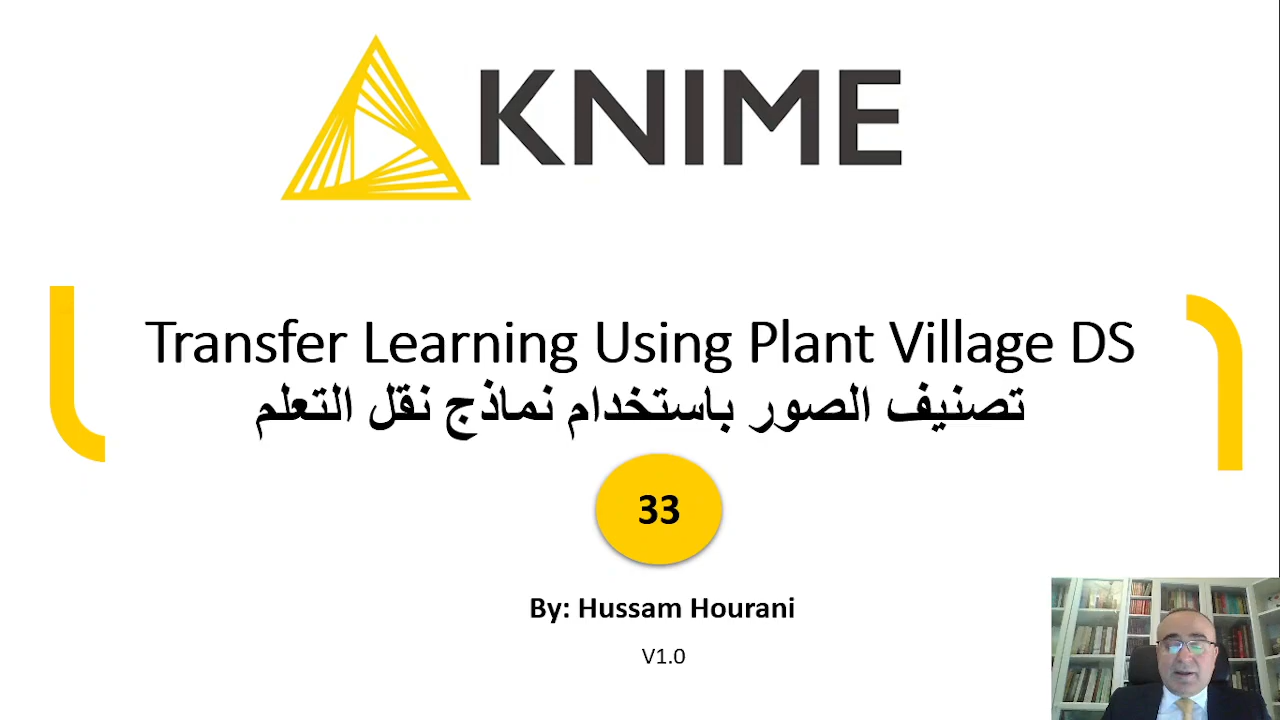 KNIME
Transfer Learning Using Plant Village DS
تصنيف الصور باستخدام نماذج نقل التعلم
33
By: Hussam Hourani
V1.0